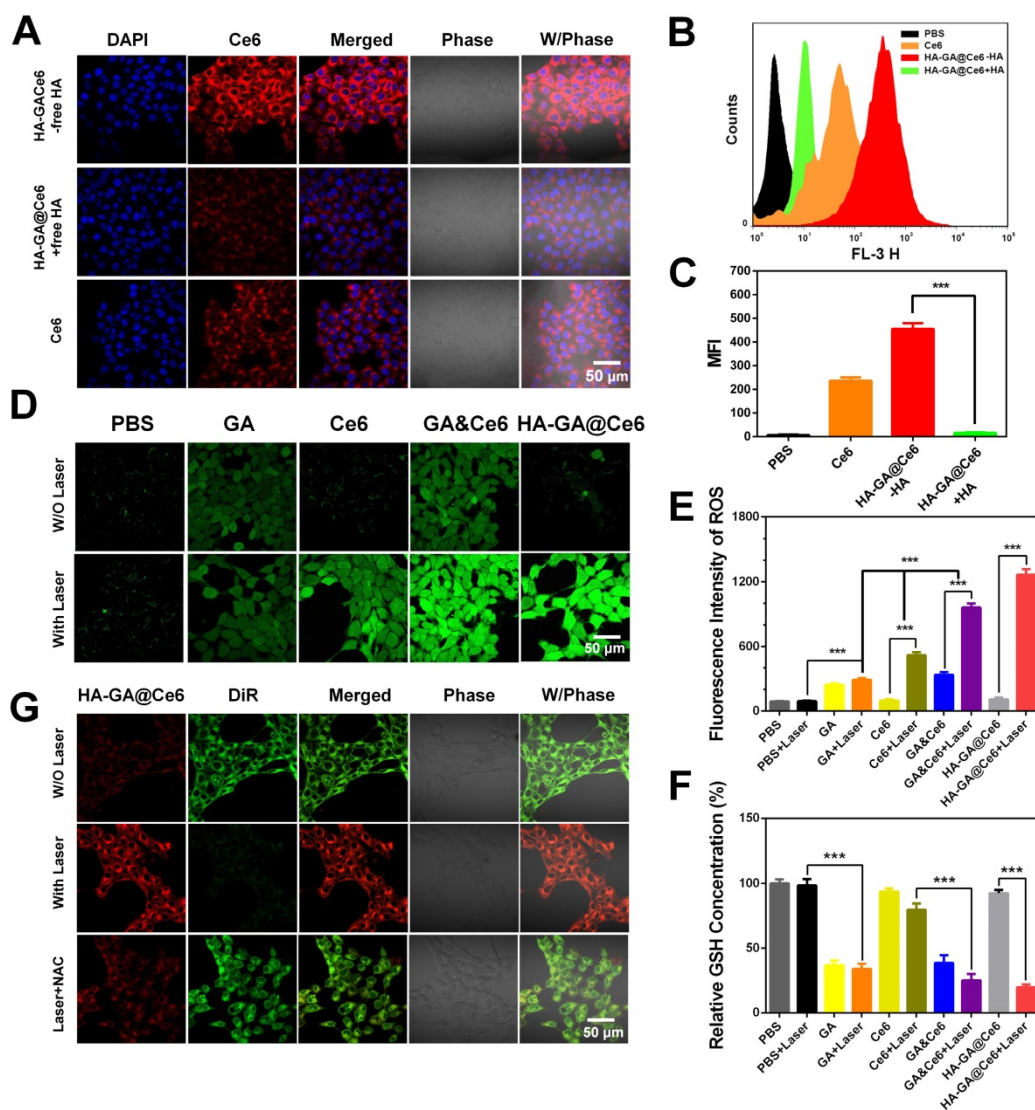 A
DAPI Ce6 Merged Phase W/Phase
HA-GACe6
-free HA
HA-GA@Ce6
+free HA
Ce6
50 µm
B
PBS
Ce6
HA-GA@Ce6-HA
HA-GA@Ce6+HA
Counts
0
10⁰ 10¹ 10² 10³ 10⁴ 10⁵
FL-3 H
C
MFI
700
600
500
400
300
200
100
0
***
PBS
Ce6
HA-GA@Ce6
-HA
HA-GA@Ce6
+HA
D
PBS GA Ce6 GA&Ce6 HA-GA@Ce6
W/O Laser
With Laser
50 µm
E
Fluorescence Intensity of ROS
1800
1200
600
0
*** *** *** *** ***
PBS
PBS+Laser
GA
GA+Laser
Ce6
Ce6+Laser
GA&Ce6
GA&Ce6+Laser
HA-GA@Ce6
HA-GA@Ce6+Laser
G
HA-GA@Ce6 DiR Merged Phase W/Phase
W/O Laser
With Laser
Laser+NAC
50 µm
F
Relative GSH Concentration (%)
150
100
50
0
*** *** ***
PBS
PBS+Laser
GA
GA+Laser
Ce6
Ce6+Laser
GA&Ce6
GA&Ce6+Laser
HA-GA@Ce6
HA-GA@Ce6+Laser